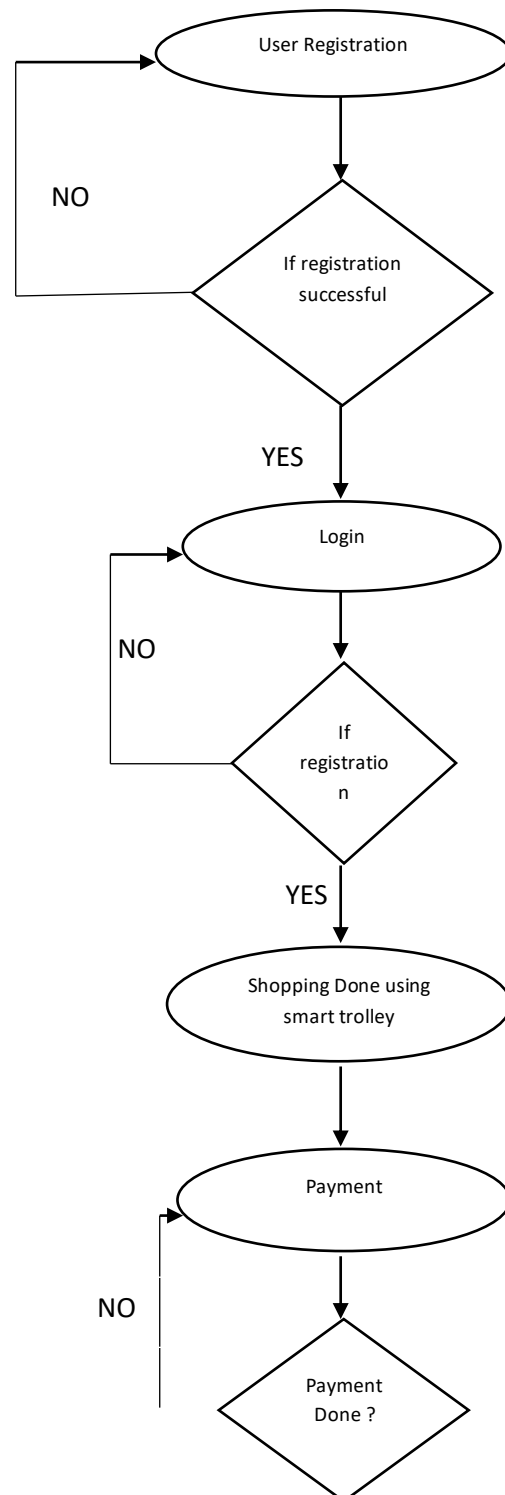 User Registration
NO
If registration
successful
YES
Login
NO
If
registratio
n
YES
Shopping Done using
smart trolley
Payment
NO
Payment
Done ?